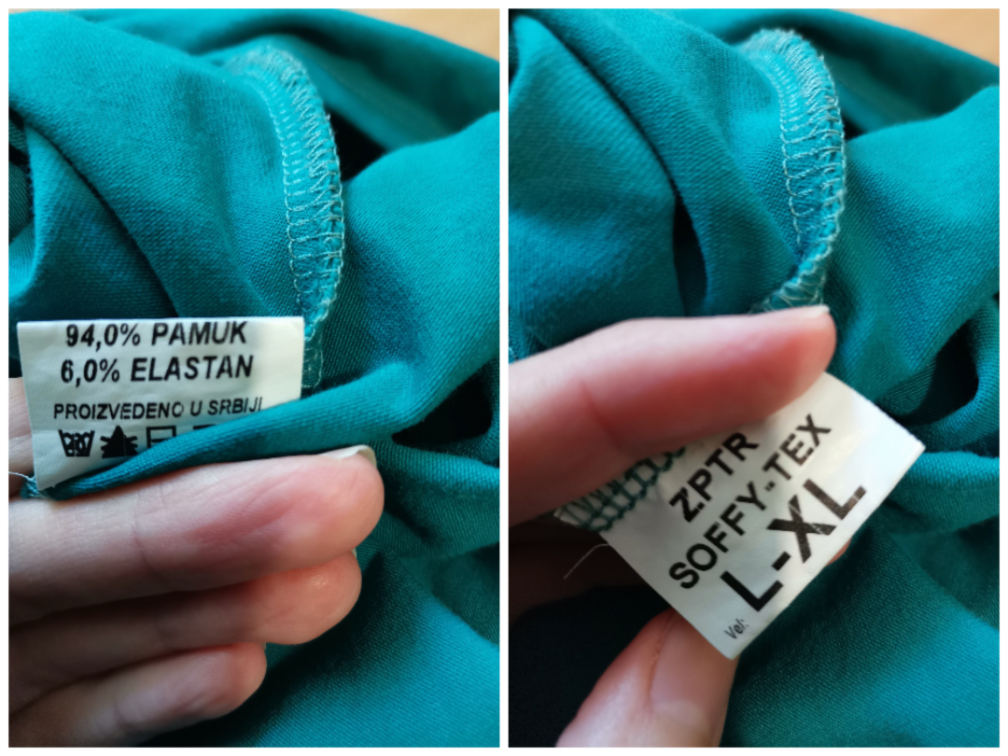 94,0% PAMUK
6,0% ELASTAN
PROIZVEDENO U SRBIJI
ZPTR
SOFFY-TEX
L-XL
Vel: